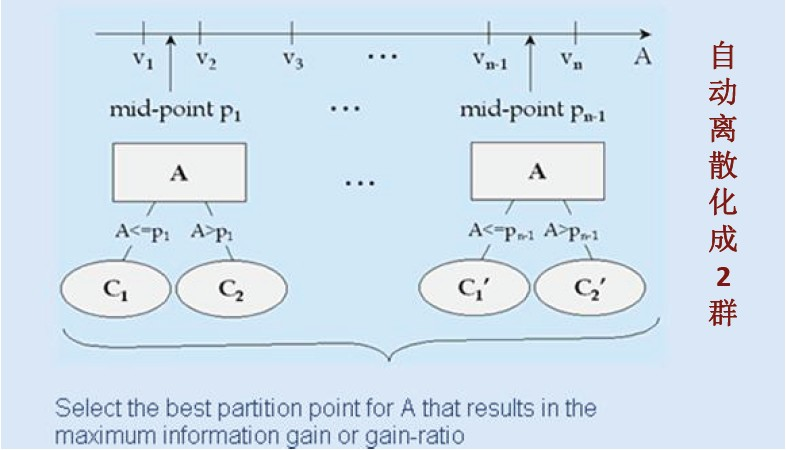 v1 v2 v3 ... vn-1 vn A
mid-point p1 ... mid-point pn-1
A ... A
A<=p1 A>p1 A<=pn-1 A>pn-1
C1 C2 C1′ C2′
Select the best partition point for A that results in the
maximum information gain or gain-ratio
自动离散化成2群